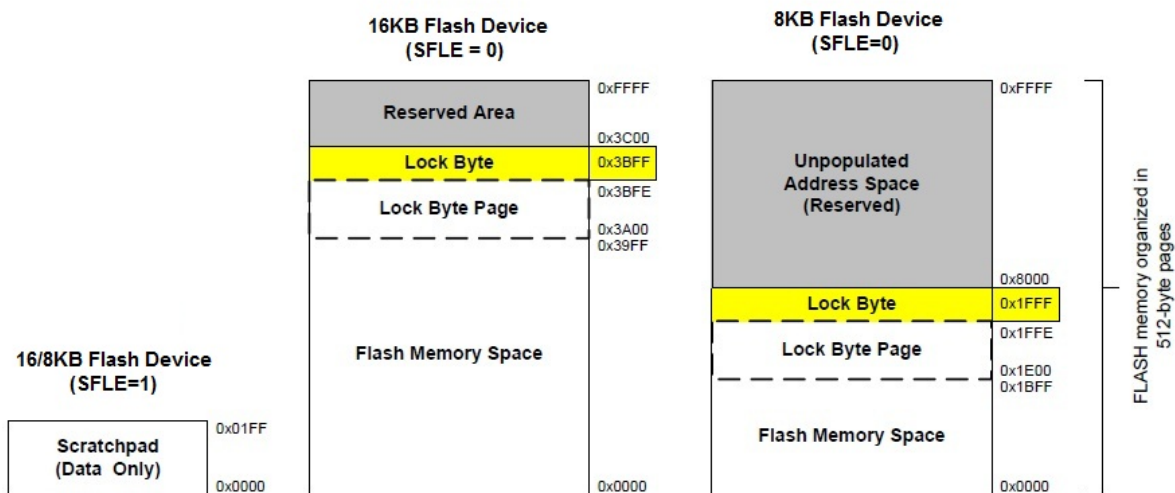 16KB Flash Device
(SFLE = 0)
0xFFFF
Reserved Area
0x3C00
Lock Byte
0x3BFF
0x3BFE
Lock Byte Page
0x3A00
0x39FF
Flash Memory Space
0x0000
8KB Flash Device
(SFLE=0)
0xFFFF
Unpopulated
Address Space
(Reserved)
0x8000
Lock Byte
0x1FFF
0x1FFE
Lock Byte Page
0x1E00
0x1BFF
Flash Memory Space
0x0000
FLASH memory organized in
512-byte pages
16/8KB Flash Device
(SFLE=1)
0x01FF
Scratchpad
(Data Only)
0x0000